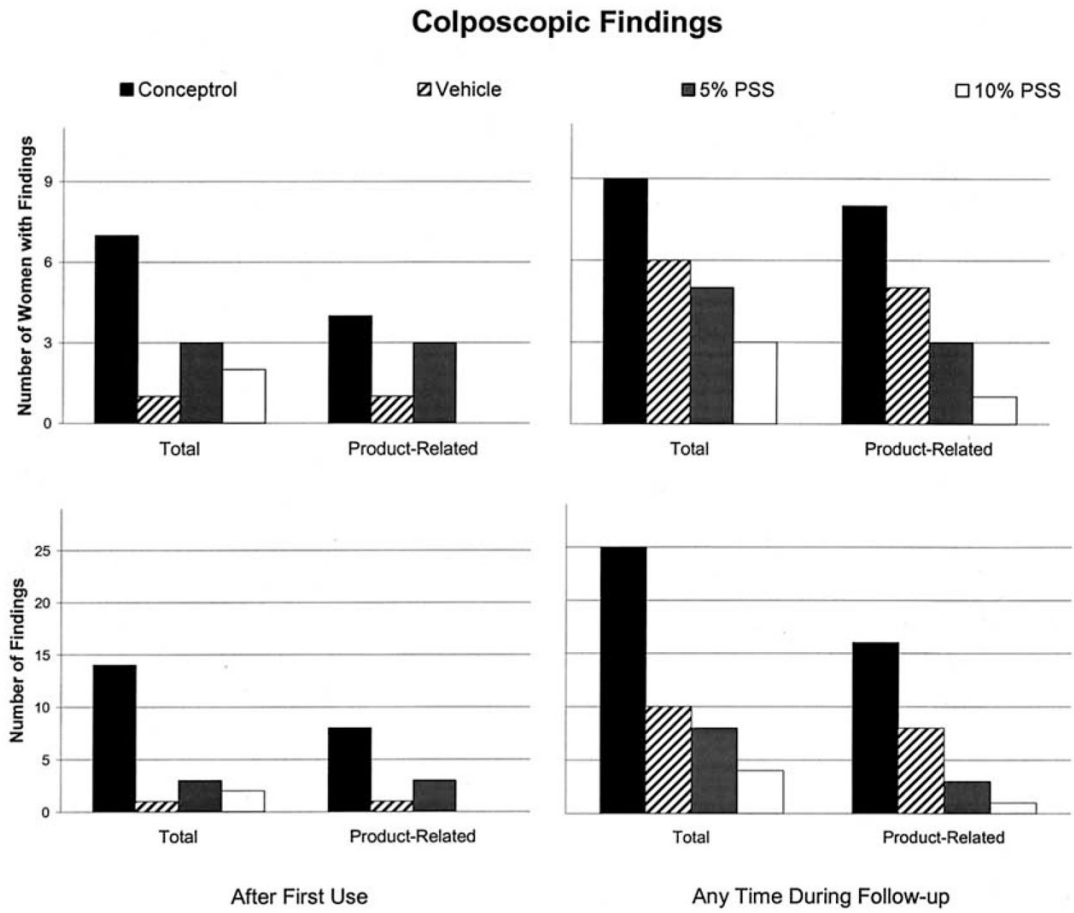 Colposcopic Findings
Conceptrol Vehicle 5% PSS 10% PSS
Number of Women with Findings
9
6
3
0
Total Product-Related Total Product-Related
Number of Findings
25
20
15
10
5
0
Total Product-Related Total Product-Related
After First Use Any Time During Follow-up